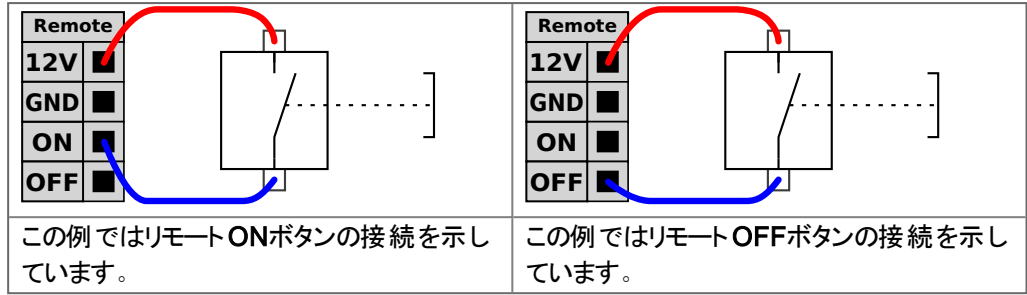 Remote
12V
GND
ON
OFF
この例ではリモートONボタンの接続を示し
ています。
Remote
12V
GND
ON
OFF
この例ではリモートOFFボタンの接続を示し
ています。